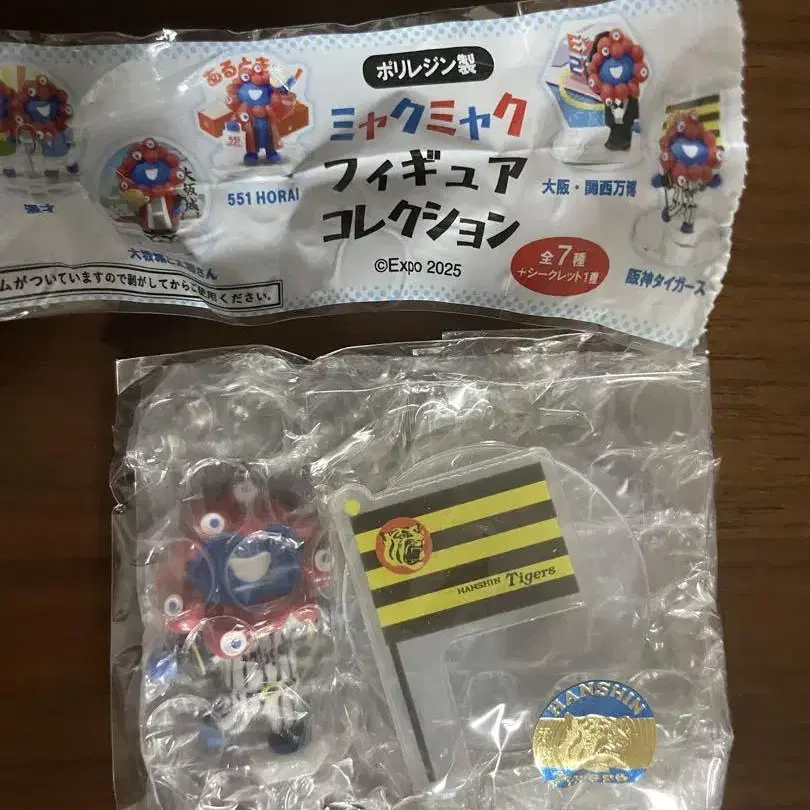 ポリレジン製
ミャクミャク
フィギュア
コレクション
©Expo 2025
全7種
+シークレット1種
あるとき
551 HORAI
大阪・関西万博
阪神タイガース
ムがついていますので剥がしてからご使用ください。
HANSHIN Tigers
HANSHIN